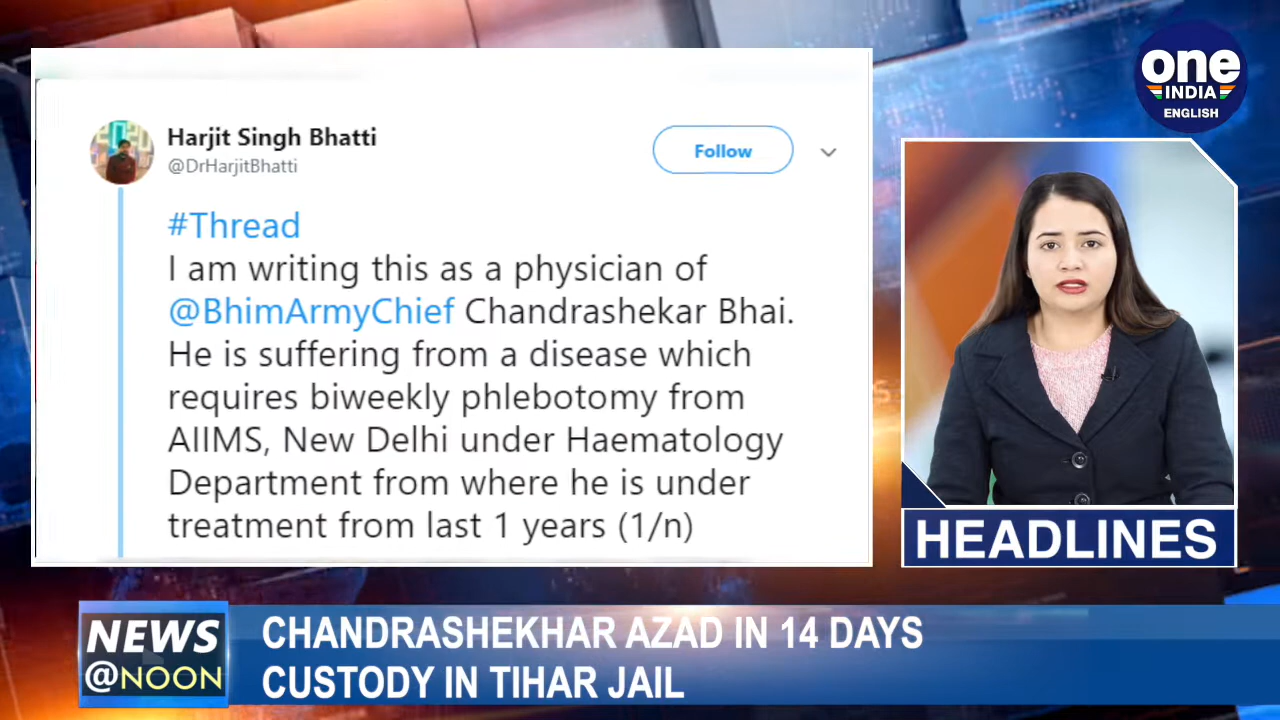 Harjit Singh Bhatti
@DrHarjitBhatti
Follow
#Thread
I am writing this as a physician of
@BhimArmyChief Chandrashekar Bhai.
He is suffering from a disease which
requires biweekly phlebotomy from
AIIMS, New Delhi under Haematology
Department from where he is under
treatment from last 1 years (1/n)
one
INDIA
ENGLISH
HEADLINES
NEWS
@NOON
CHANDRASHEKHAR AZAD IN 14 DAYS
CUSTODY IN TIHAR JAIL